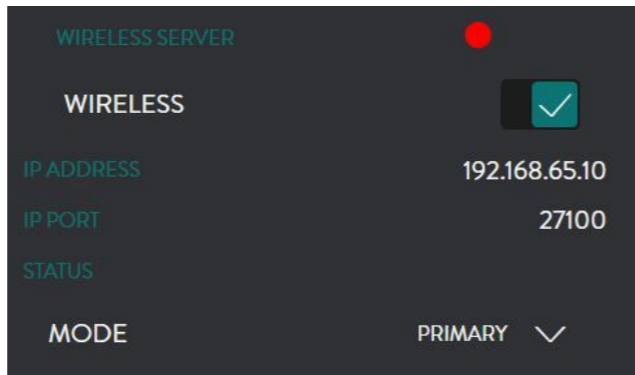 WIRELESS SERVER
WIRELESS
IP ADDRESS 192.168.65.10
IP PORT 27100
STATUS
MODE PRIMARY